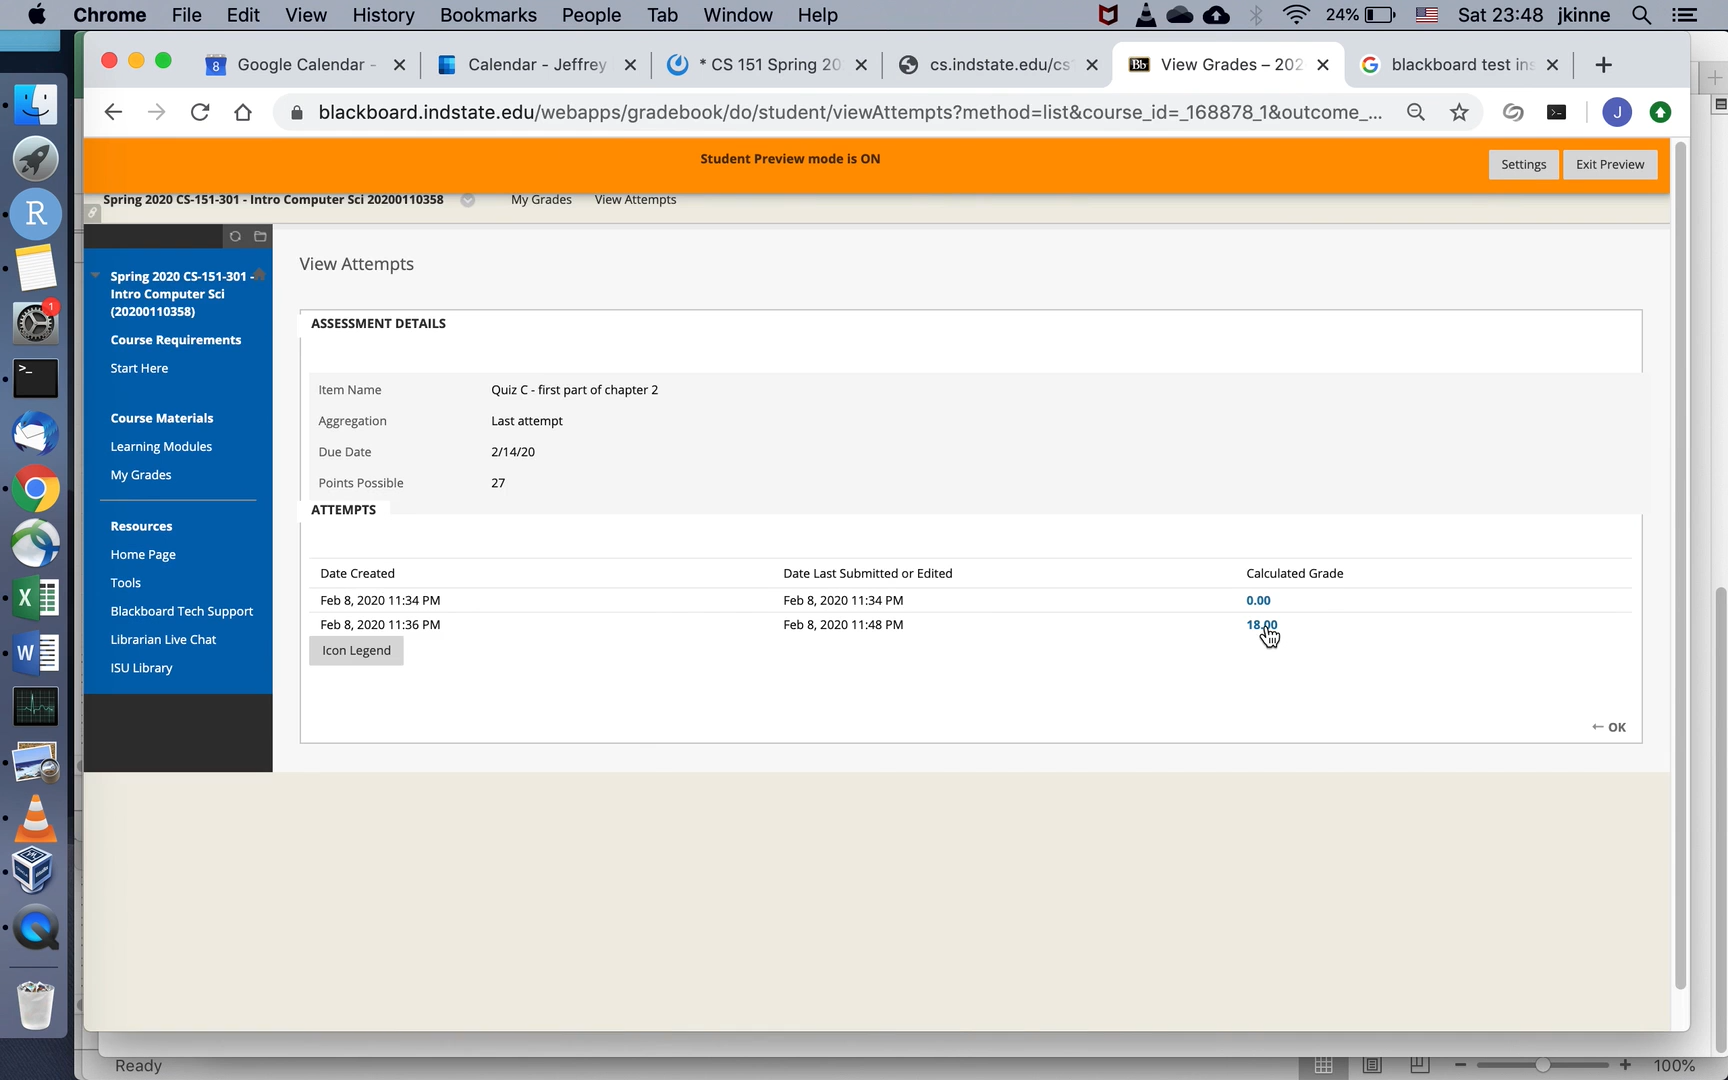 Chrome File Edit View History Bookmarks People Tab Window Help 24% Sat 23:48 jkinne
8 Google Calendar - Calendar - Jeffrey * CS 151 Spring 20 cs.indstate.edu/cs Bb View Grades – 202 blackboard test ins
blackboard.indstate.edu/webapps/gradebook/do/student/viewAttempts?method=list&course_id=_168878_1&outcome_... J
Student Preview mode is ON
Settings Exit Preview
Spring 2020 CS-151-301 - Intro Computer Sci 20200110358 My Grades View Attempts
Spring 2020 CS-151-301 -
Intro Computer Sci
(20200110358)
Course Requirements
Start Here
Course Materials
Learning Modules
My Grades
Resources
Home Page
Tools
Blackboard Tech Support
Librarian Live Chat
ISU Library
View Attempts
ASSESSMENT DETAILS
Item Name Quiz C - first part of chapter 2
Aggregation Last attempt
Due Date 2/14/20
Points Possible 27
ATTEMPTS
Date Created Date Last Submitted or Edited Calculated Grade
Feb 8, 2020 11:34 PM Feb 8, 2020 11:34 PM 0.00
Feb 8, 2020 11:36 PM Feb 8, 2020 11:48 PM 18.00
Icon Legend
← OK
R
1
>_
X
W
Ready 100%